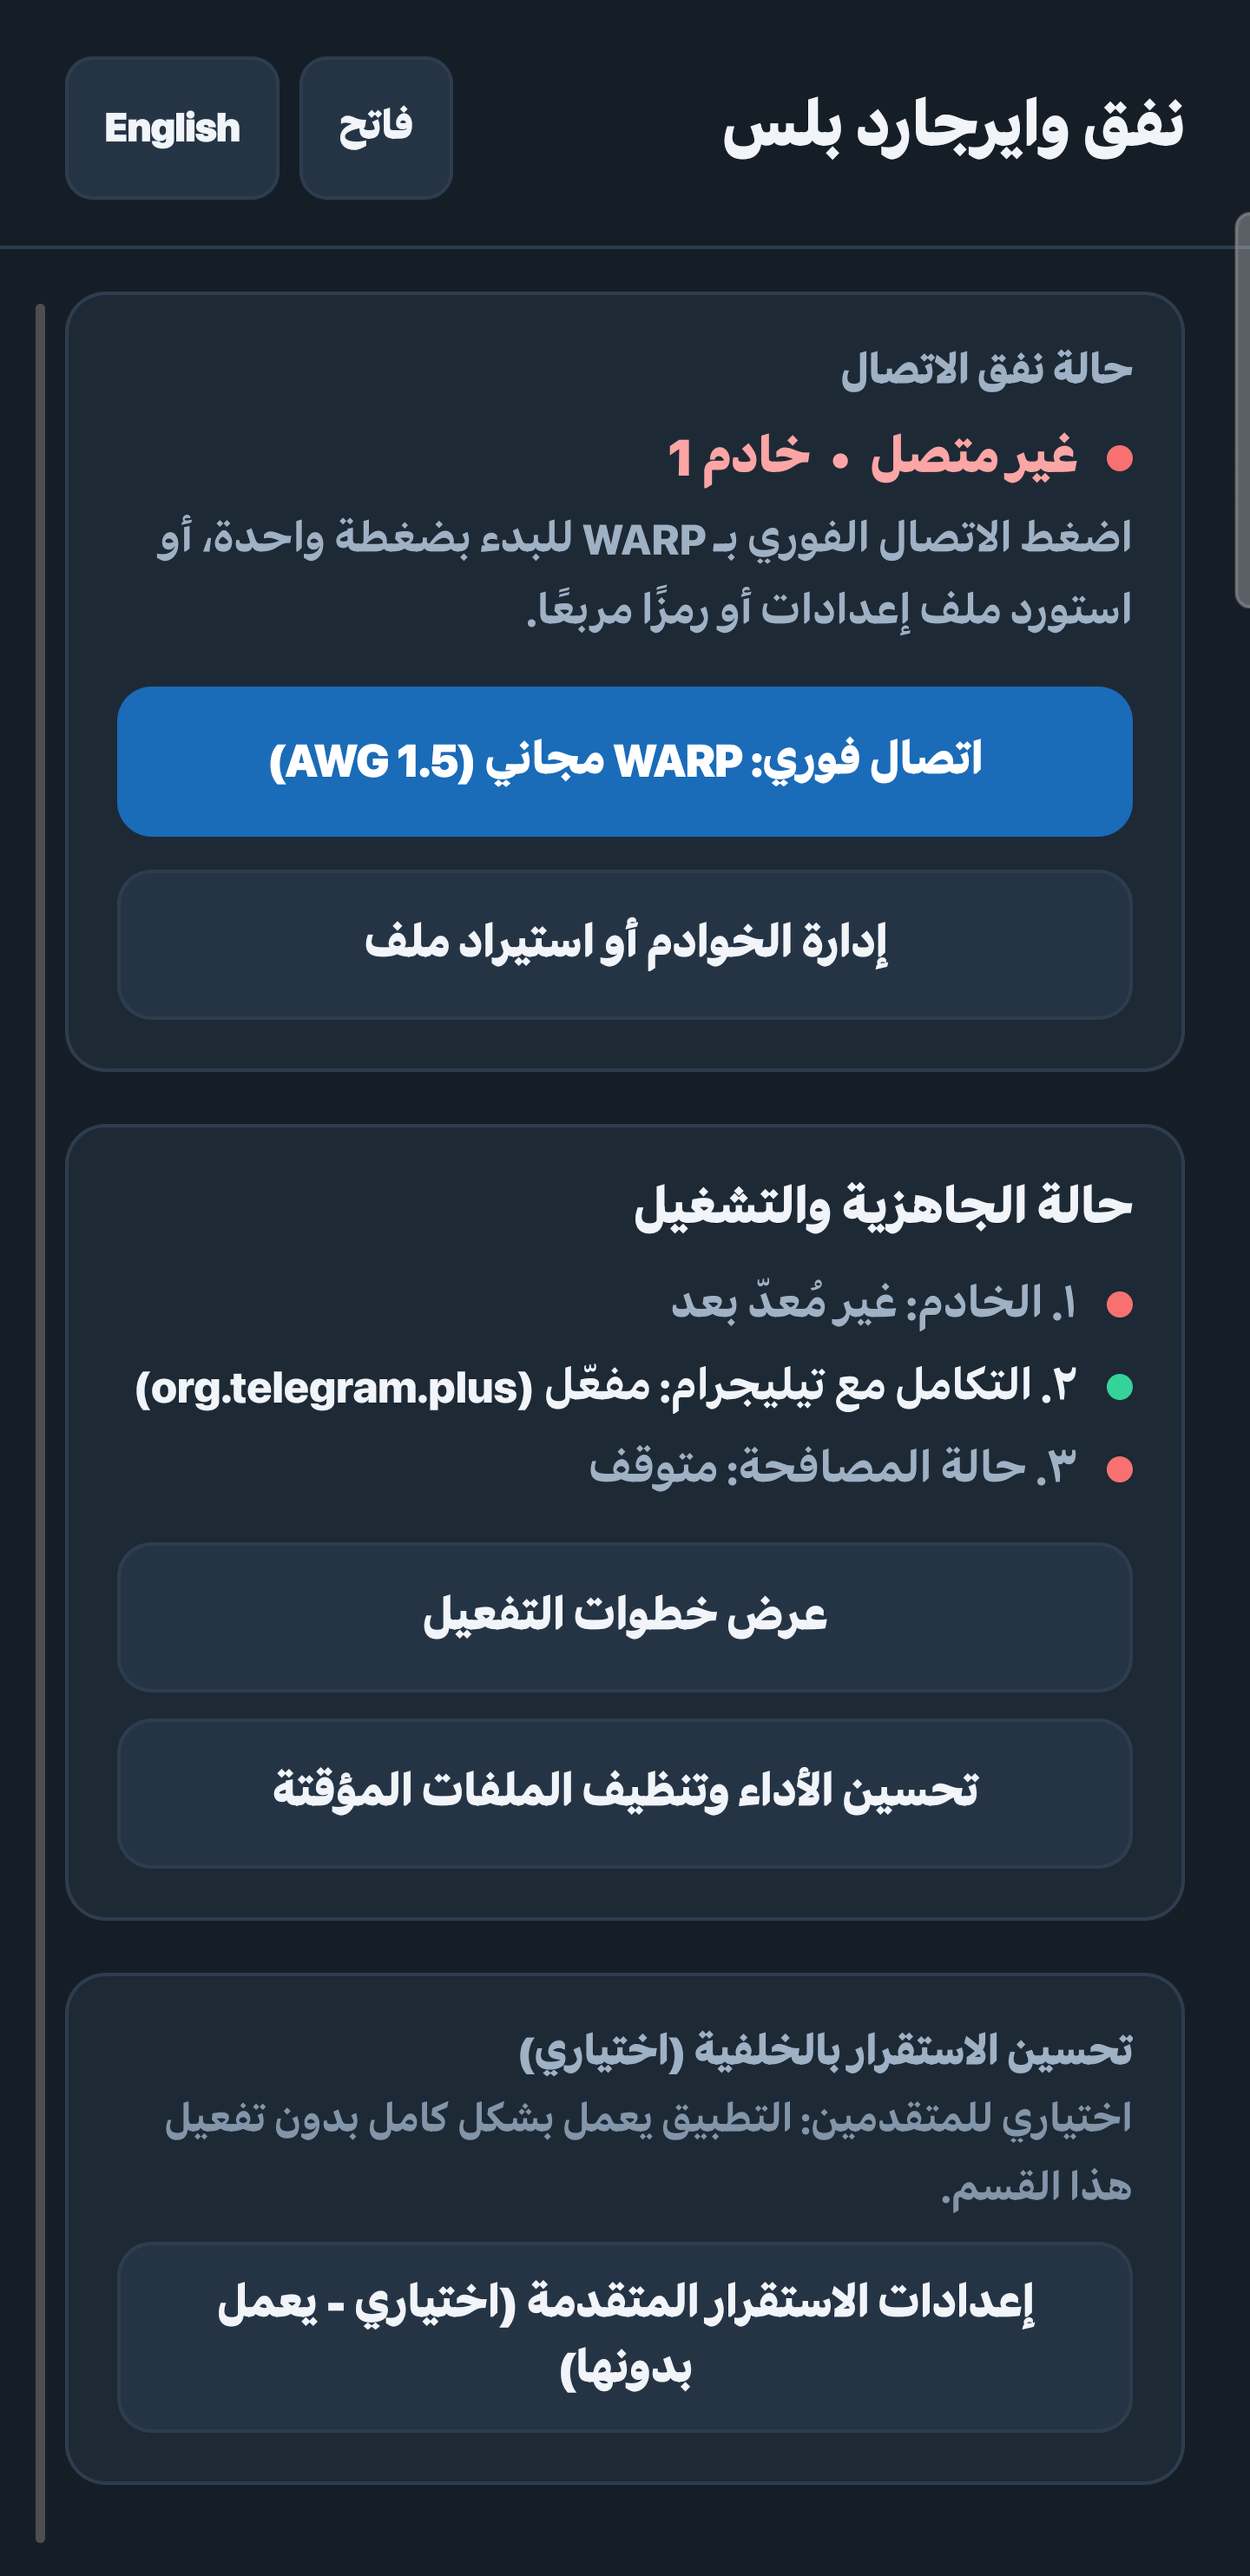 نفق وايرجارد بلس
فاتح
English
حالة نفق الاتصال
غير متصل • خادم 1
اضغط الاتصال الفوري بـ WARP للبدء بضغطة واحدة، أو
استورد ملف إعدادات أو رمزًا مربعًا.
اتصال فوري: WARP مجاني (AWG 1.5)
إدارة الخوادم أو استيراد ملف
حالة الجاهزية والتشغيل
١. الخادم: غير مُعدّ بعد
٢. التكامل مع تيليجرام: مفعّل (org.telegram.plus)
٣. حالة المصافحة: متوقف
عرض خطوات التفعيل
تحسين الأداء وتنظيف الملفات المؤقتة
تحسين الاستقرار بالخلفية (اختياري)
اختياري للمتقدمين: التطبيق يعمل بشكل كامل بدون تفعيل
هذا القسم.
إعدادات الاستقرار المتقدمة (اختياري - يعمل
بدونها)